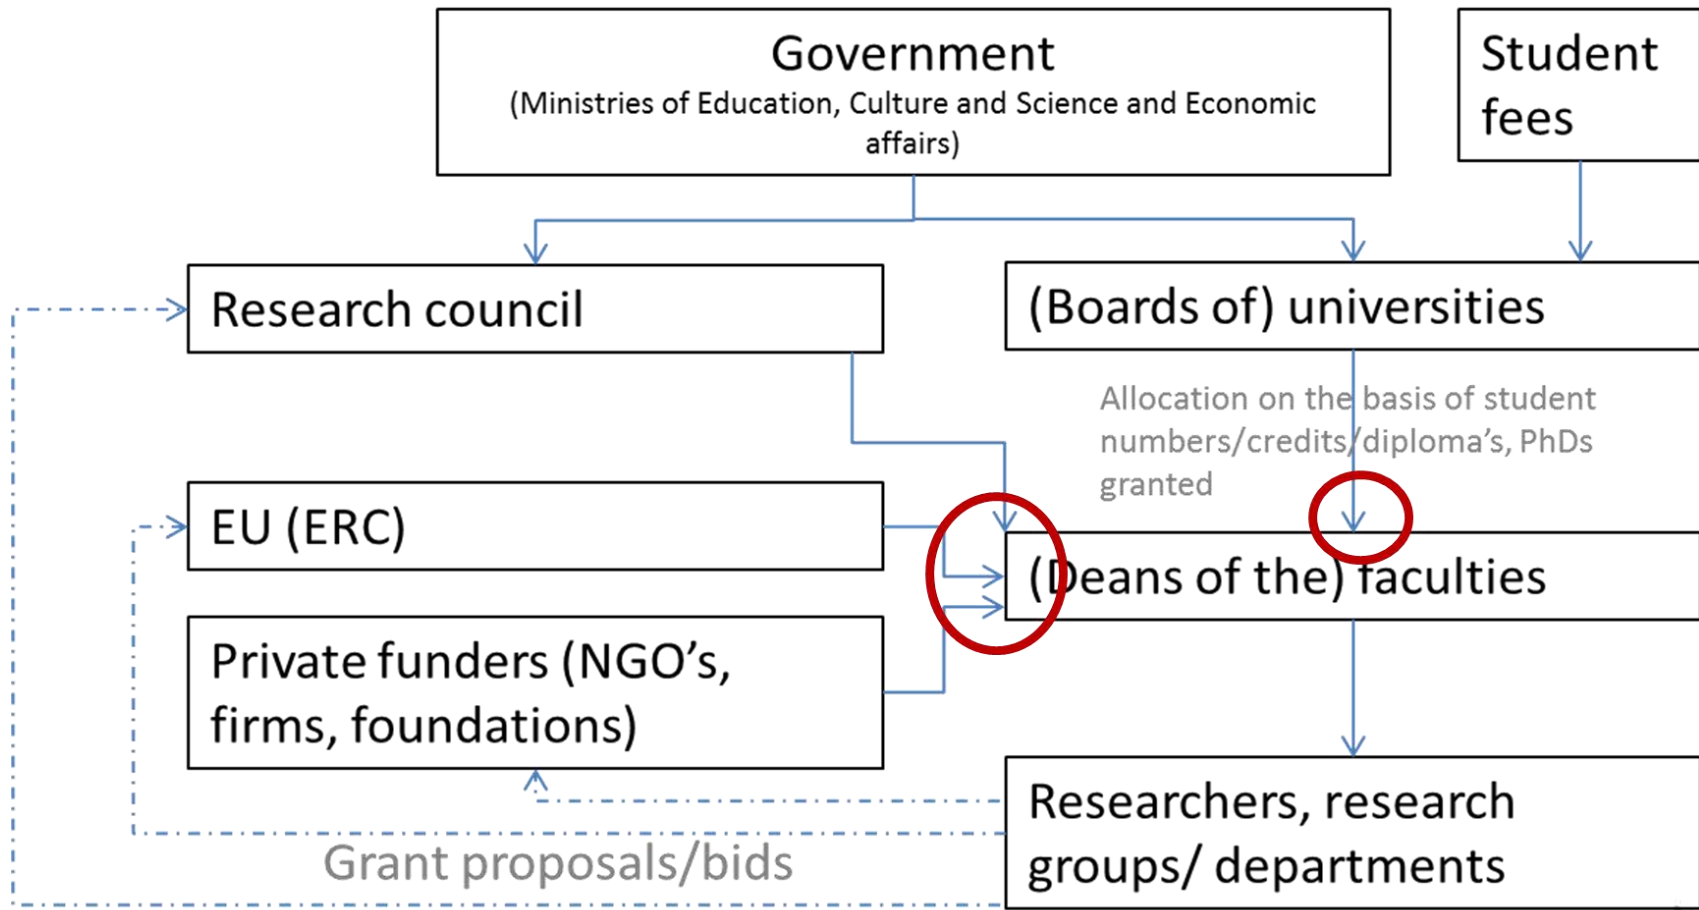 Government
(Ministries of Education, Culture and Science and Economic
affairs)
Student
fees
Research council
(Boards of) universities
Allocation on the basis of student
numbers/credits/diploma’s, PhDs
granted
EU (ERC)
(Deans of the) faculties
Private funders (NGO’s,
firms, foundations)
Researchers, research
groups/ departments
Grant proposals/bids